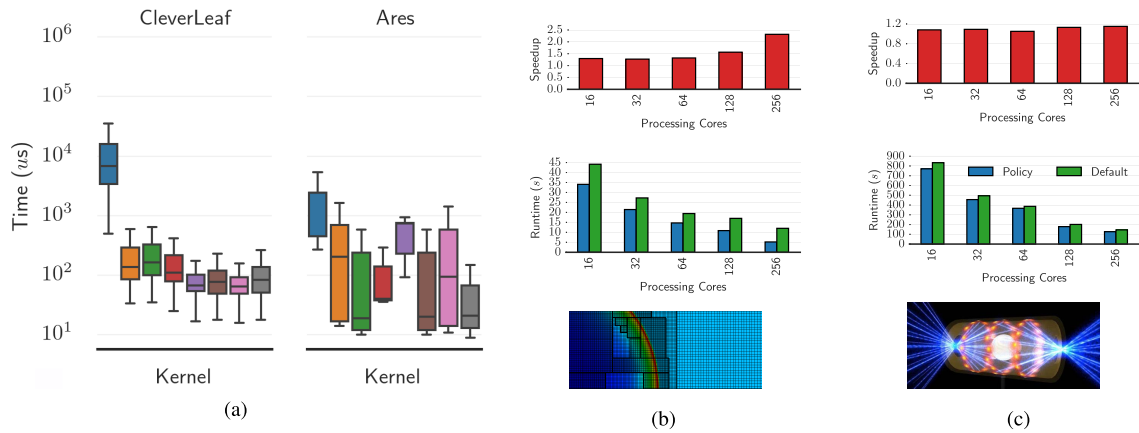 CleverLeaf
Ares
Time (us)
10^6
10^5
10^4
10^3
10^2
10^1
Kernel
Kernel
(a)
Speedup
2.5
2.0
1.5
1.0
0.5
0.0
16 32 64 128 256
Processing Cores
Runtime (s)
45
40
35
30
25
20
15
10
5
0
16 32 64 128 256
Processing Cores
(b)
Speedup
1.2
0.8
0.4
0.0
16 32 64 128 256
Processing Cores
Runtime (s)
900
800
700
600
500
400
300
200
100
0
Policy Default
16 32 64 128 256
Processing Cores
(c)